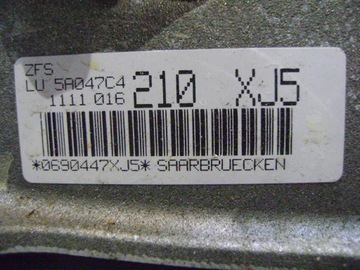 ZFS
LU 5A047C4
1111 016
210 XJ5
*0690447XJ5* SAARBRUECKEN